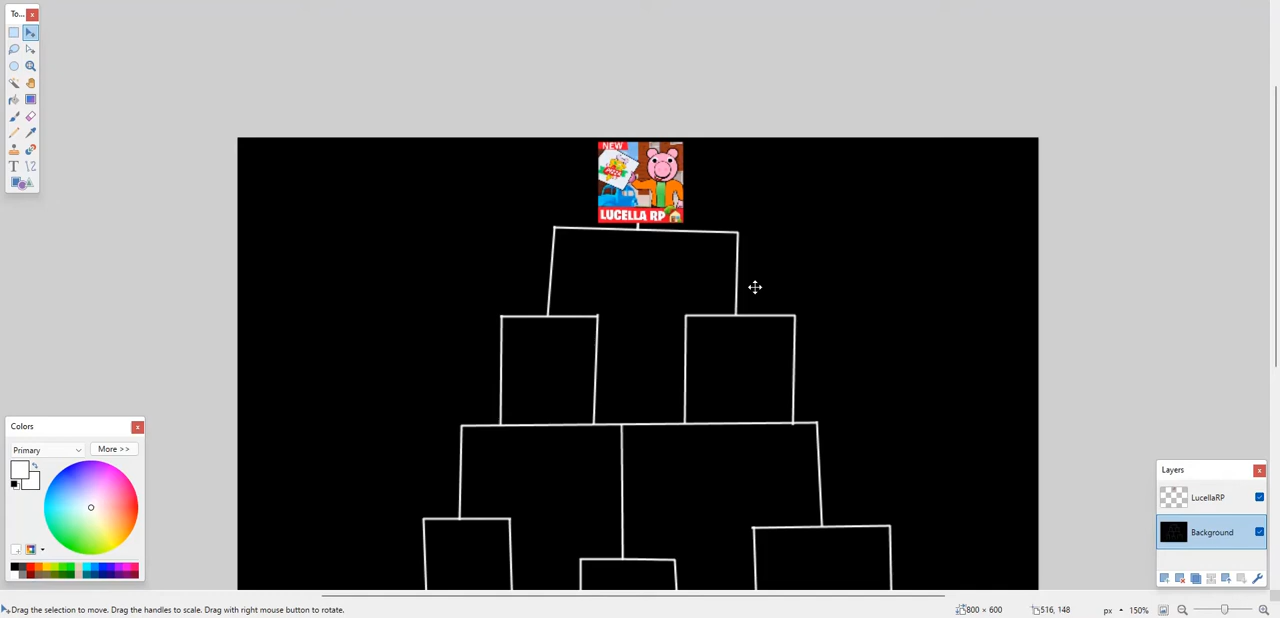 To...
NEW
LUCELLA RP
Colors
Primary
More >>
Layers
LucellaRP
Background
Drag the selection to move. Drag the handles to scale. Drag with right mouse button to rotate.
800 × 600
516, 148
px
150%